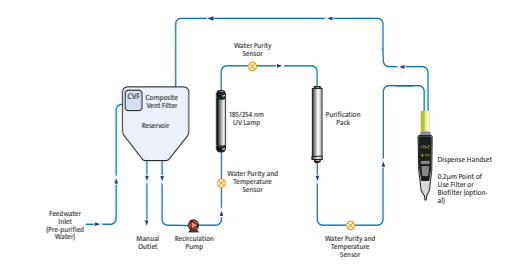 Water Purity
Sensor
CVF
Composite
Vent Filter
Reservoir
185/254 nm
UV Lamp
Purification
Pack
Dispense Handset
0.2µm Point of
Use Filter or
Biofilter (option-
al)
Water Purity and
Temperature
Sensor
Feedwater
Inlet
(Pre-purified
Water)
Manual
Outlet
Recirculation
Pump
Water Purity and
Temperature
Sensor